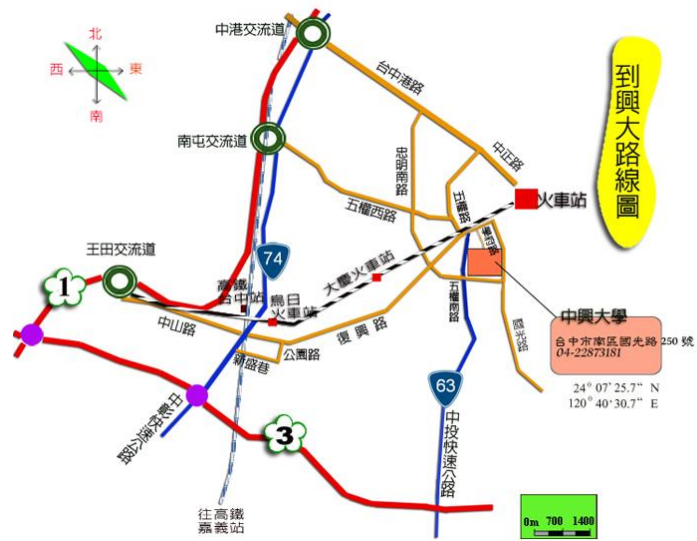 到興大路線圖
北
西
東
南
中港交流道
台中港路
南屯交流道
忠明南路
中正路
五權路
五權西路
火車站
王田交流道
74
大慶火車站
1
高鐵
台中站
烏日
火車站
中山路
復興路
五權南路
國光路
新盛巷
公園路
中興大學
台中市南區國光路250號
04-22873181
24° 07' 25.7" N
120° 40' 30.7" E
63
中彰快速公路
3
中投快速公路
往高鐵
嘉義站
0m 700 1400